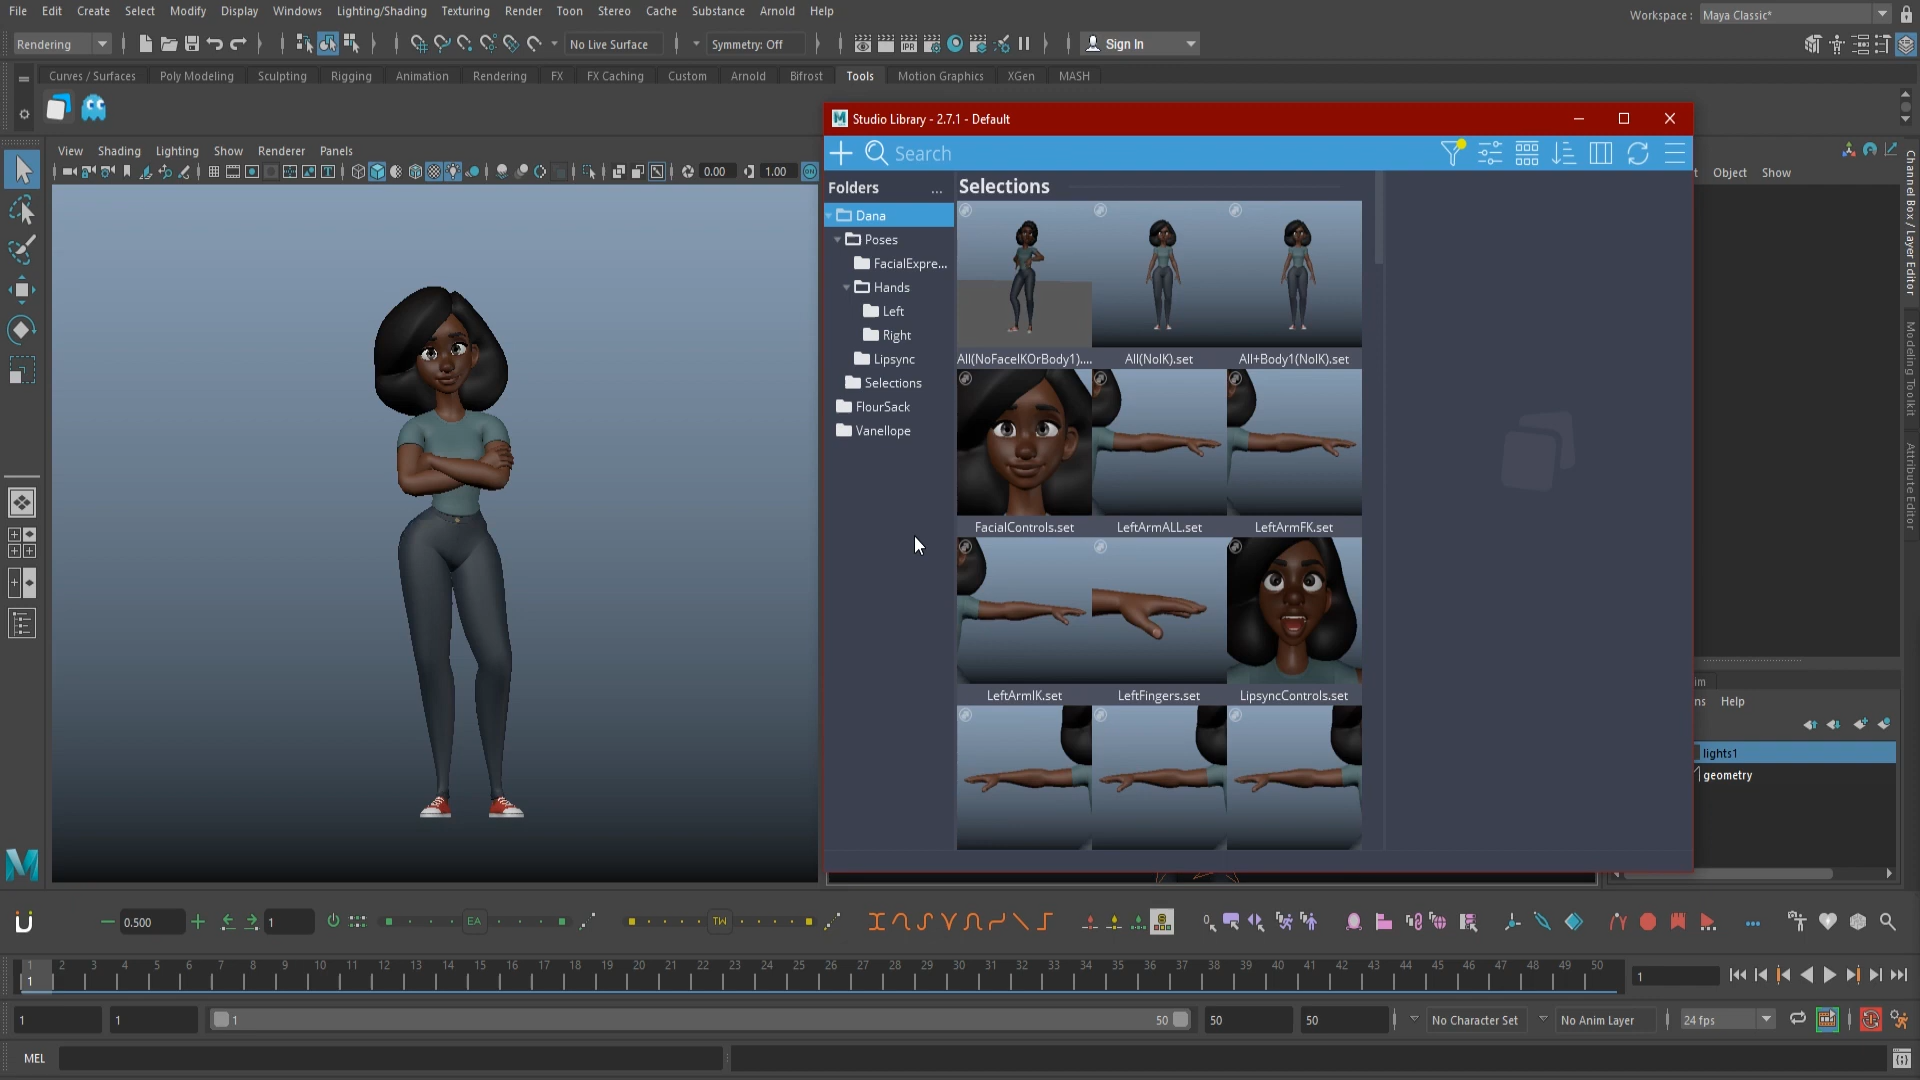 File Edit Create Select Modify Display Windows Lighting/Shading Texturing Render Toon Stereo Cache Substance Arnold Help
Workspace : Maya Classic*
Rendering No Live Surface Symmetry: Off IPR Sign In
Curves / Surfaces Poly Modeling Sculpting Rigging Animation Rendering FX FX Caching Custom Arnold Bifrost Tools Motion Graphics XGen MASH
Studio Library - 2.7.1 - Default
View Shading Lighting Show Renderer Panels
Search
0.00 1.00
Object Show
Folders ...
Selections
Dana
Poses
FacialExpre...
Hands
Left
Right
Lipsync
Selections
FlourSack
Vanellope
All(NoFaceIKOrBody1).... All(NoIK).set All+Body1(NoIK).set
FacialControls.set LeftArmALL.set LeftArmFK.set
LeftArmIK.set LeftFingers.set LipsyncControls.set
Channel Box / Layer Editor
Modeling Toolkit
Attribute Editor
im
ns Help
lights1
geometry
0.500 1 EA TW
1 2 3 4 5 6 7 8 9 10 11 12 13 14 15 16 17 18 19 20 21 22 23 24 25 26 27 28 29 30 31 32 33 34 35 36 37 38 39 40 41 42 43 44 45 46 47 48 49 50
1 1
1 1 1 50 50 50 No Character Set No Anim Layer 24 fps
MEL